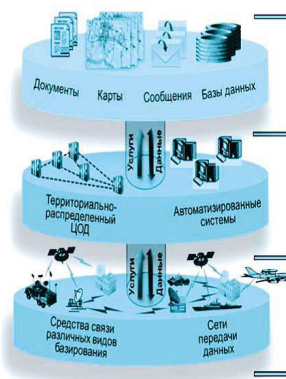 Документы Карты Сообщения Базы данных
Услуги
Данные
Территориально-
распределенный
ЦОД
Автоматизированные
системы
Услуги
Данные
Средства связи
различных видов
базирования
Сети
передачи
данных